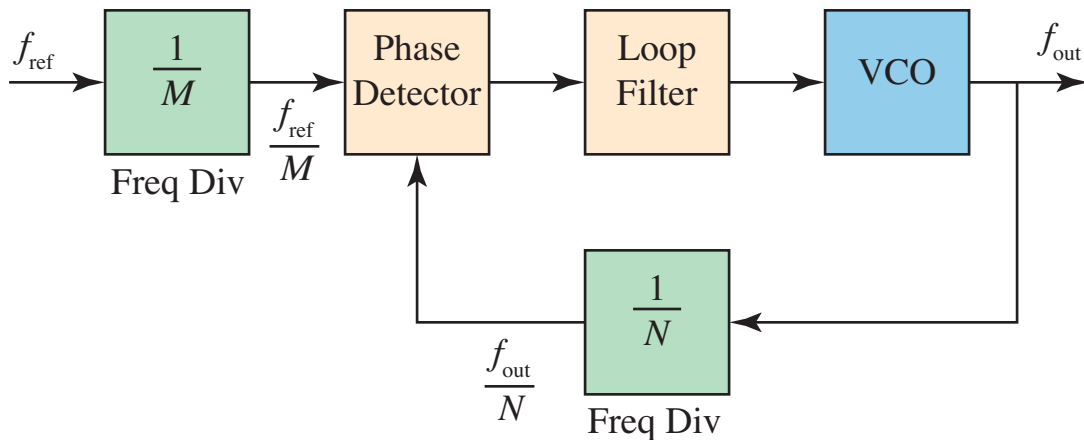 f_ref
1
M
Freq Div
f_ref
M
Phase
Detector
Loop
Filter
VCO
f_out
1
N
Freq Div
f_out
N